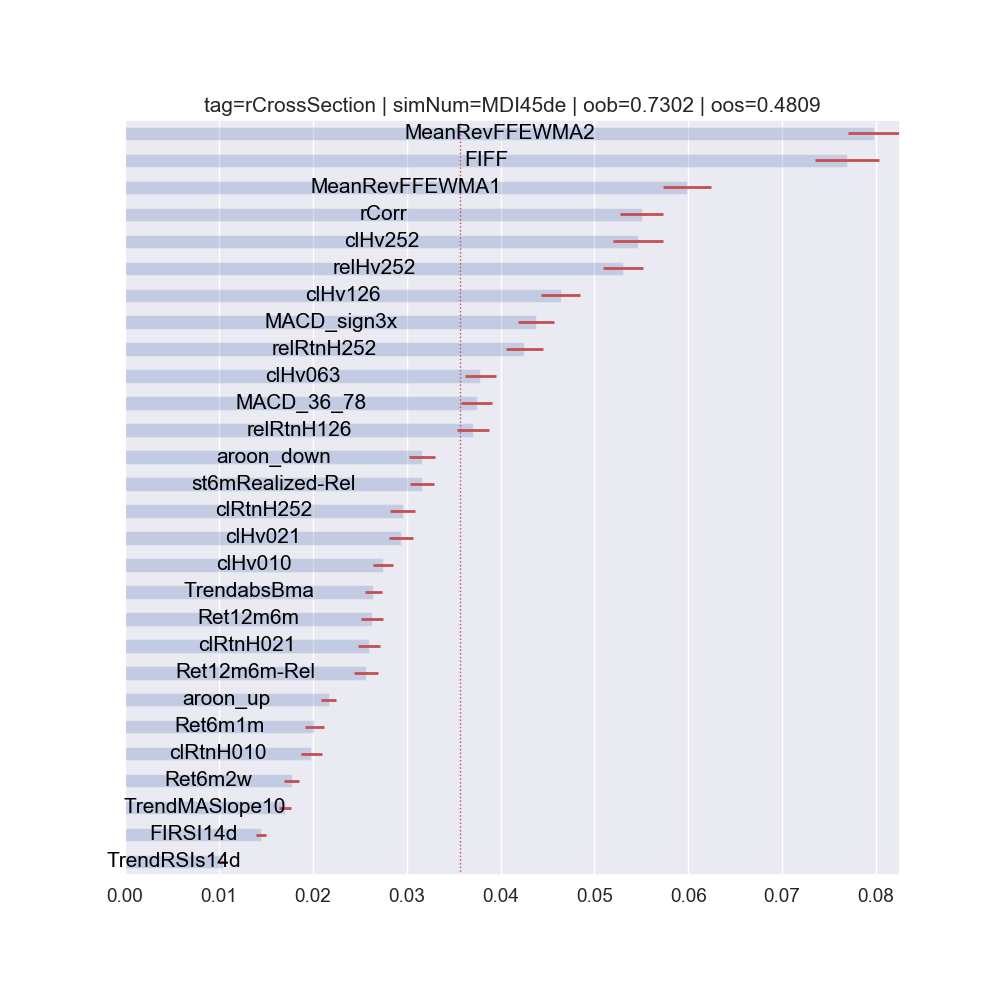 tag=rCrossSection | simNum=MDI45de | oob=0.7302 | oos=0.4809
MeanRevFFEWMA2
FIFF
MeanRevFFEWMA1
rCorr
clHv252
relHv252
clHv126
MACD_sign3x
relRtnH252
clHv063
MACD_36_78
relRtnH126
aroon_down
st6mRealized-Rel
clRtnH252
clHv021
clHv010
TrendabsBma
Ret12m6m
clRtnH021
Ret12m6m-Rel
aroon_up
Ret6m1m
clRtnH010
Ret6m2w
TrendMASlope10
FIRSI14d
TrendRSIs14d
0.00 0.01 0.02 0.03 0.04 0.05 0.06 0.07 0.08